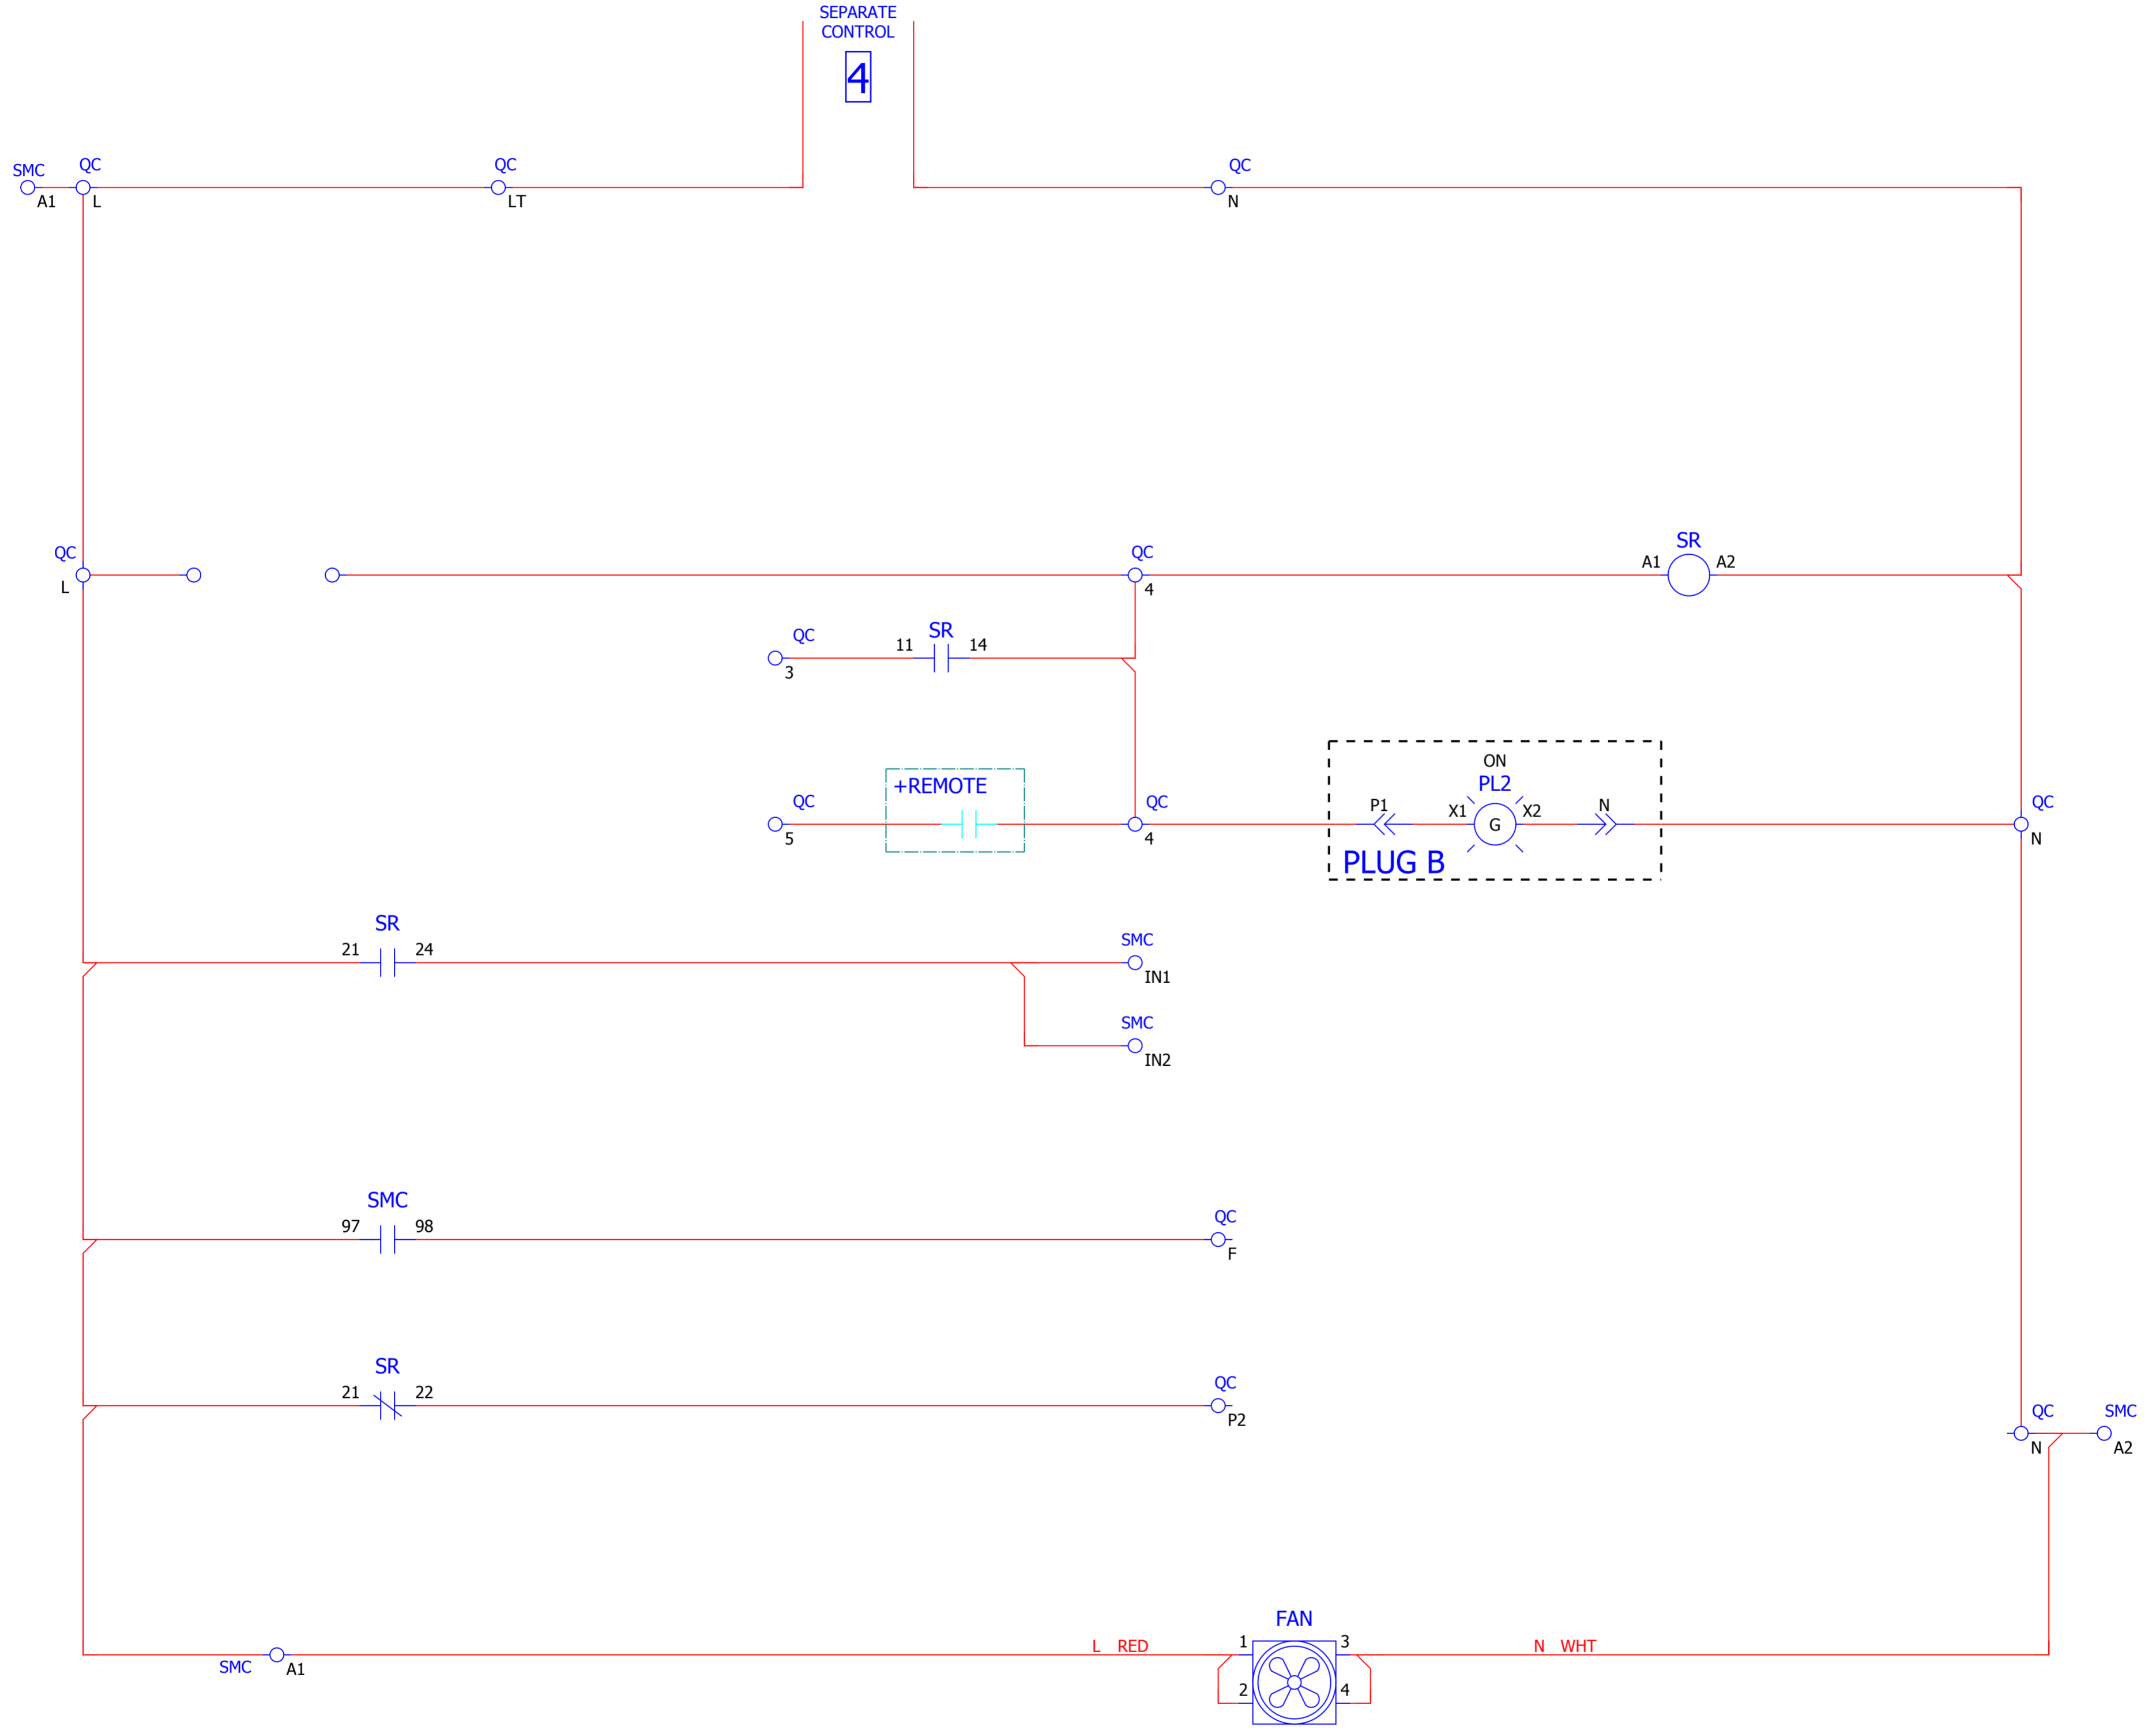 SEPARATE
CONTROL
4
SMC
QC
QC
QC
A1
L
LT
N
QC
QC
SR
A1
A2
L
4
QC
SR
11
14
3
ON
+REMOTE
PL2
QC
QC
P1
X1
X2
N
QC
G
5
4
N
PLUG B
SR
SMC
21
24
IN1
SMC
IN2
SMC
QC
97
98
F
SR
QC
21
22
P2
QC
SMC
N
A2
FAN
1
3
L RED
N WHT
SMC
A1
2
4